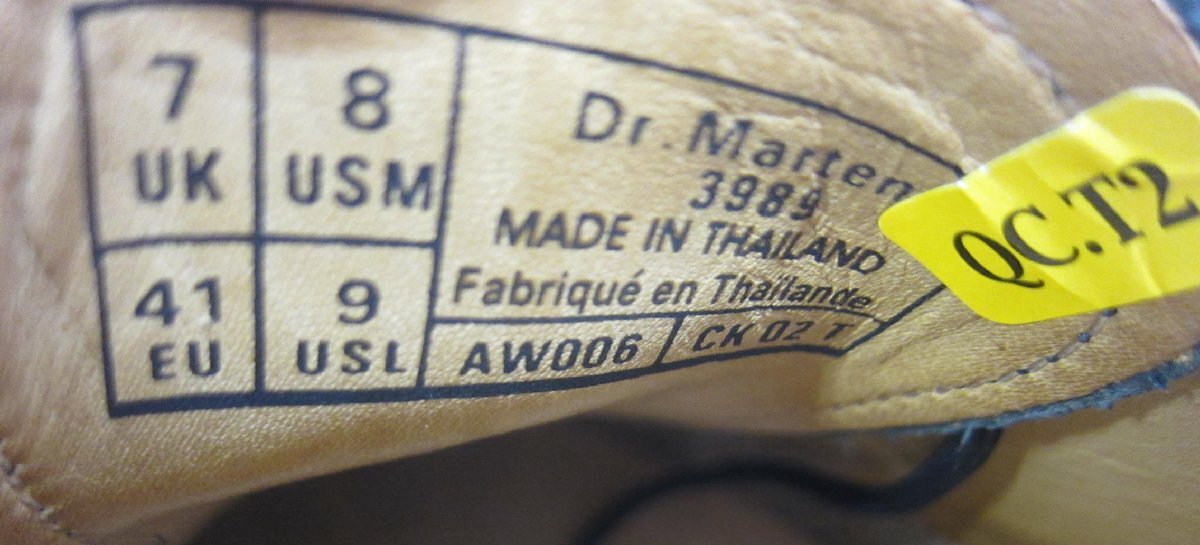 7
UK
8
USM
41
EU
9
USL
Dr. Marten
3989
MADE IN THAILAND
Fabriqué en Thaïlande
AW006
CK 02 T
QC.T2